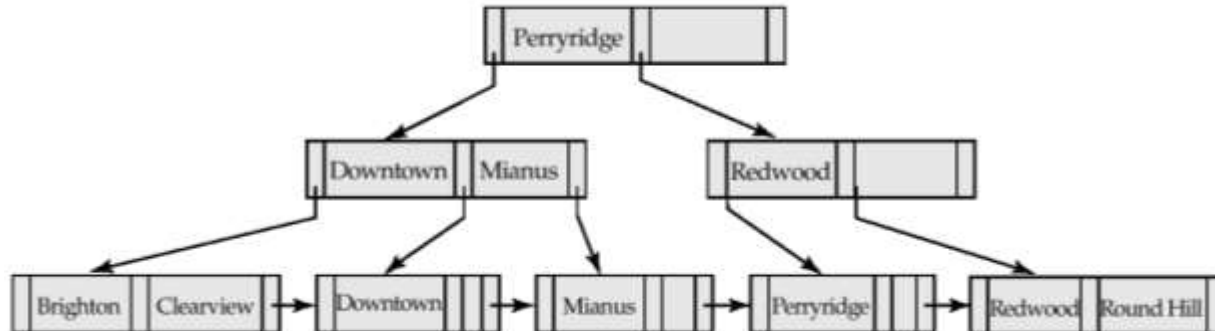 Perryridge
Downtown Mianus
Redwood
Brighton Clearview
Downtown
Mianus
Perryridge
Redwood Round Hill